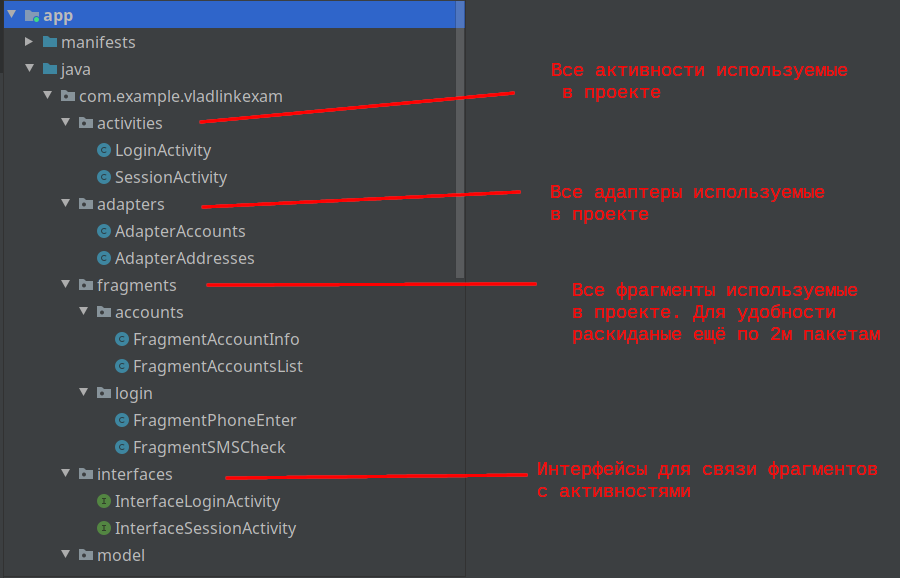 app
manifests
java
Все активности используемые
в проекте
com.example.vladlinkexam
activities
LoginActivity
SessionActivity
Все адаптеры используемые
в проекте
adapters
AdapterAccounts
AdapterAddresses
fragments
Все фрагменты используемые
в проекте. Для удобности
раскиданые ещё по 2м пакетам
accounts
FragmentAccountInfo
FragmentAccountsList
login
FragmentPhoneEnter
FragmentSMSCheck
interfaces
Интерфейсы для связи фрагментов
с активностями
InterfaceLoginActivity
InterfaceSessionActivity
model